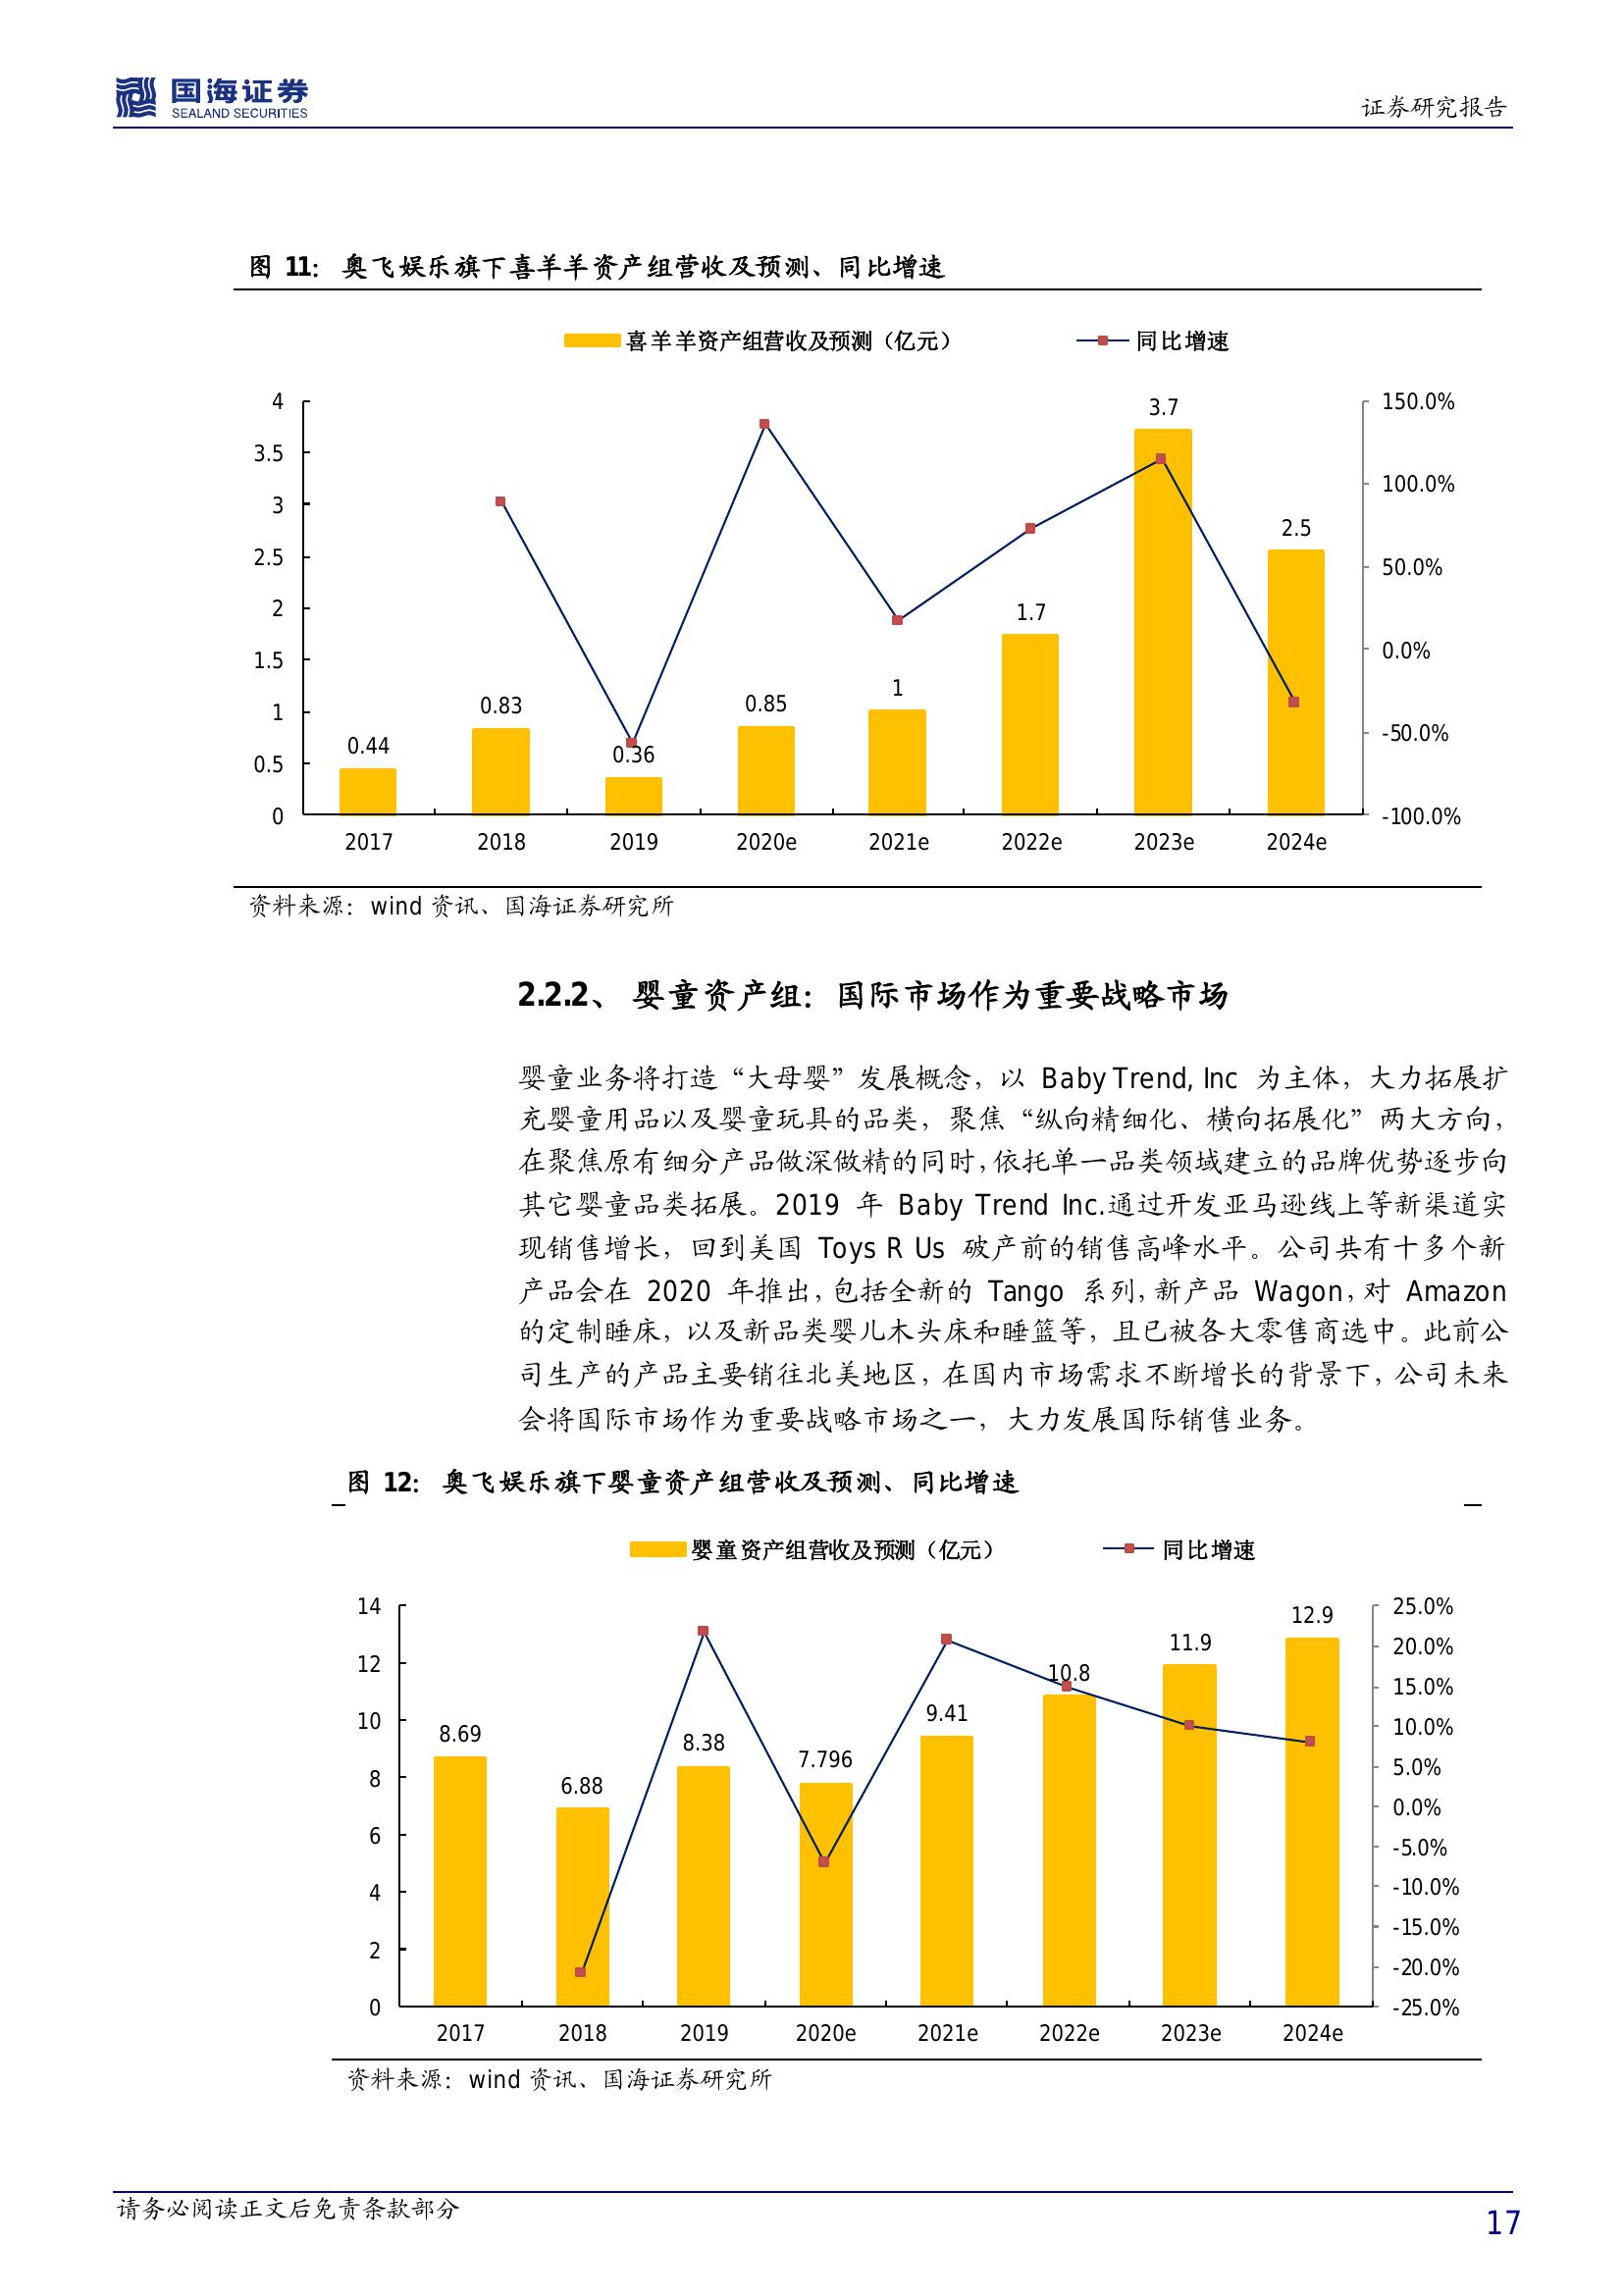 国海证券
SEALAND SECURITIES
证券研究报告
图 11: 奥飞娱乐旗下喜羊羊资产组营收及预测、同比增速
喜羊羊资产组营收及预测（亿元） 同比增速
4 3.7 150.0%
3.5 100.0%
3 2.5
2.5 50.0%
2 1.7
1.5 0.0%
1 0.83 0.85 1
0.5 0.44 0.36 -50.0%
0 -100.0%
2017 2018 2019 2020e 2021e 2022e 2023e 2024e
资料来源：wind 资讯、国海证券研究所
2.2.2、 婴童资产组：国际市场作为重要战略市场
婴童业务将打造“大母婴”发展概念，以 Baby Trend, Inc 为主体，大力拓展扩
充婴童用品以及婴童玩具的品类，聚焦“纵向精细化、横向拓展化”两大方向，
在聚焦原有细分产品做深做精的同时，依托单一品类领域建立的品牌优势逐步向
其它婴童品类拓展。2019 年 Baby Trend Inc.通过开发亚马逊线上等新渠道实
现销售增长，回到美国 Toys R Us 破产前的销售高峰水平。公司共有十多个新
产品会在 2020 年推出，包括全新的 Tango 系列，新产品 Wagon，对 Amazon
的定制睡床，以及新品类婴儿木头床和睡篮等，且已被各大零售商选中。此前公
司生产的产品主要销往北美地区，在国内市场需求不断增长的背景下，公司未来
会将国际市场作为重要战略市场之一，大力发展国际销售业务。
图 12: 奥飞娱乐旗下婴童资产组营收及预测、同比增速
婴童资产组营收及预测（亿元） 同比增速
14 12.9 25.0%
12 11.9 20.0%
10.8 15.0%
10 9.41 10.0%
8.69 8.38 7.796 5.0%
8 6.88 0.0%
6 -5.0%
4 -10.0%
-15.0%
2 -20.0%
0 -25.0%
2017 2018 2019 2020e 2021e 2022e 2023e 2024e
资料来源：wind 资讯、国海证券研究所
请务必阅读正文后免责条款部分
17